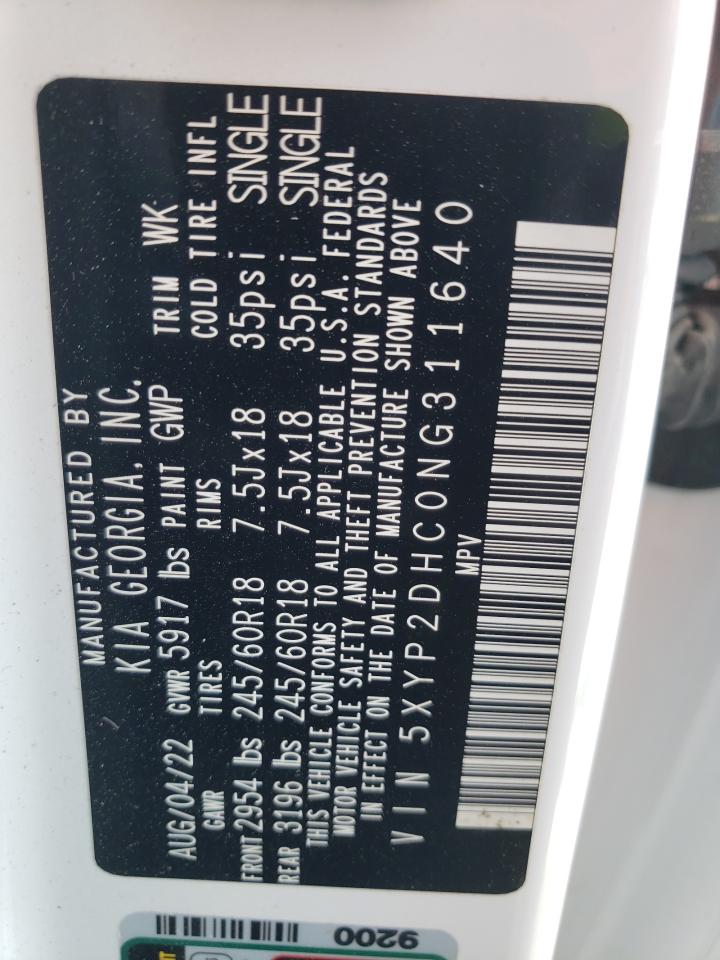 MANUFACTURED BY
KIA GEORGIA, INC.
AUG/04/22 GVWR 5917 lbs PAINT GWP TRIM WK
GAWR TIRES RIMS COLD TIRE INFL
FRONT 2954 lbs 245/60R18 7.5Jx18 35psi SINGLE
REAR 3196 lbs 245/60R18 7.5Jx18 35psi SINGLE
THIS VEHICLE CONFORMS TO ALL APPLICABLE U.S.A. FEDERAL
MOTOR VEHICLE SAFETY AND THEFT PREVENTION STANDARDS
IN EFFECT ON THE DATE OF MANUFACTURE SHOWN ABOVE
VIN 5XYP2DHC0NG311640
MPV
9200